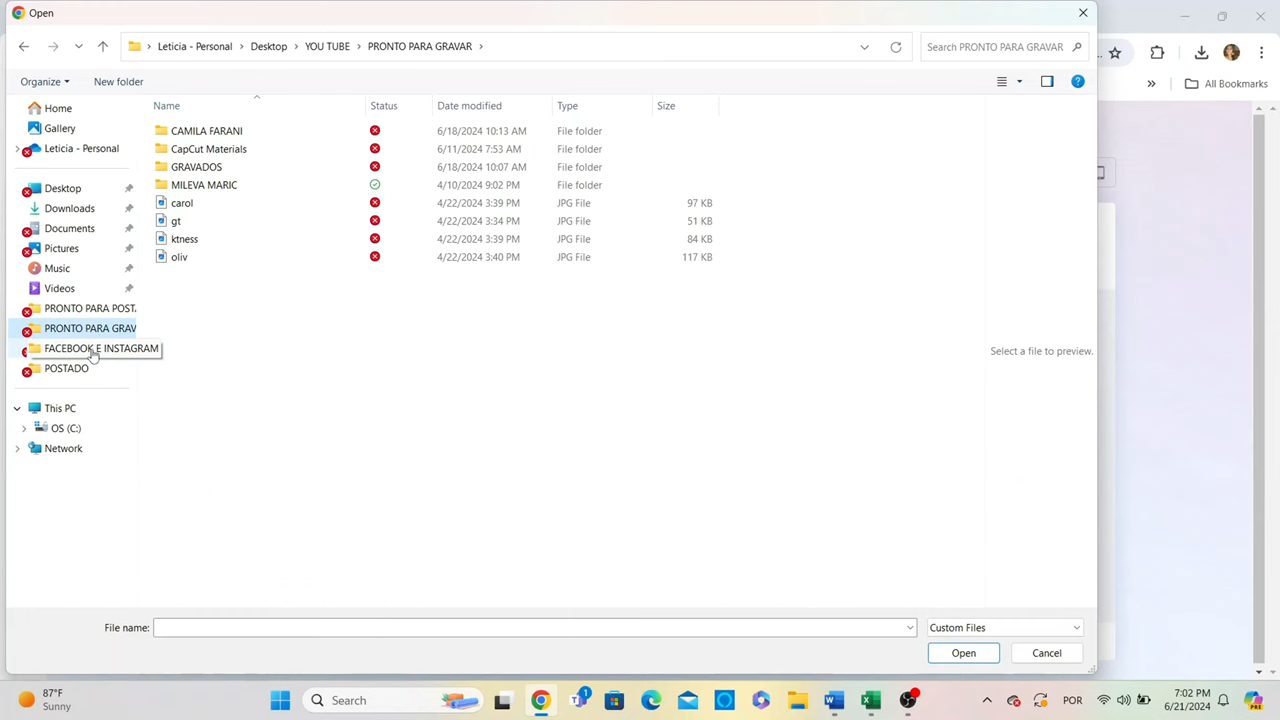 Open
Leticia - Personal > Desktop > YOU TUBE > PRONTO PARA GRAVAR >
Search PRONTO PARA GRAVAR
Organize
New folder
All Bookmarks
Name Status Date modified Type Size
Home
Gallery
Leticia - Personal
Desktop
Downloads
Documents
Pictures
Music
Videos
PRONTO PARA POSTA
PRONTO PARA GRAV
FACEBOOK E INSTAGRAM
POSTADO
This PC
OS (C:)
Network
CAMILA FARANI 6/18/2024 10:13 AM File folder
CapCut Materials 6/11/2024 7:53 AM File folder
GRAVADOS 6/18/2024 10:07 AM File folder
MILEVA MARIC 4/10/2024 9:02 PM File folder
carol 4/22/2024 3:39 PM JPG File 97 KB
gt 4/22/2024 3:34 PM JPG File 51 KB
ktness 4/22/2024 3:39 PM JPG File 84 KB
oliv 4/22/2024 3:40 PM JPG File 117 KB
Select a file to preview.
File name:
Custom Files
Open
Cancel
87°F
Sunny
Search
1
POR
7:02 PM
6/21/2024
PRE